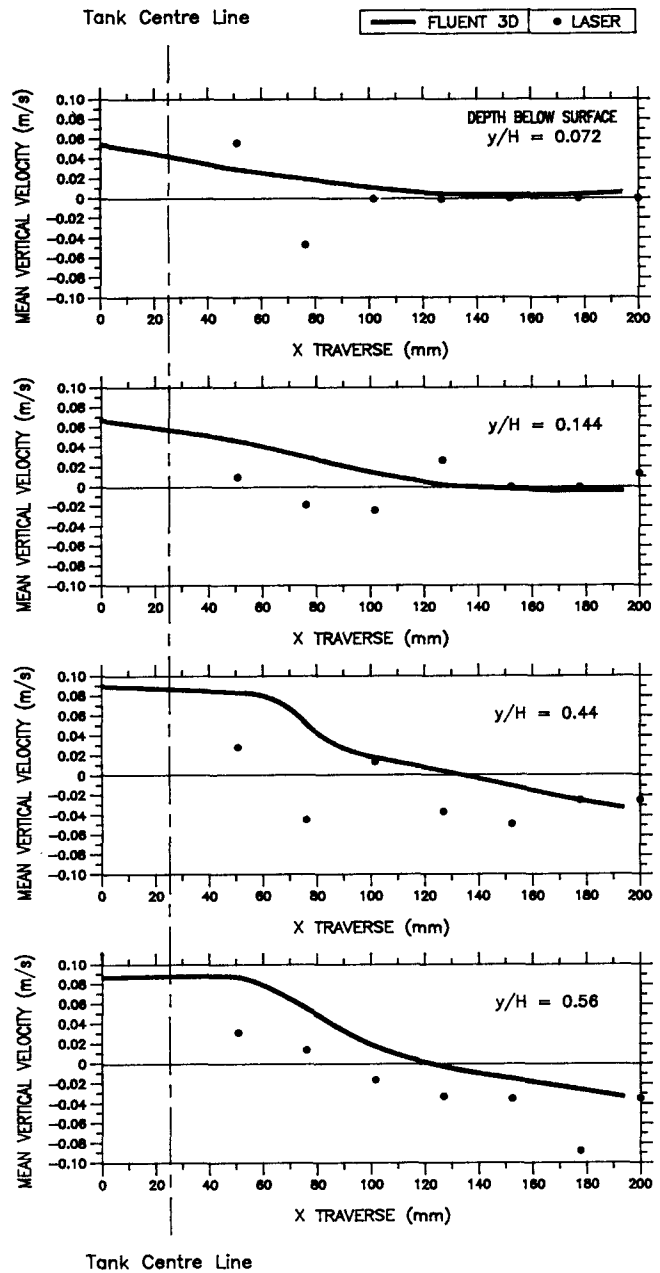 Tank Centre Line
FLUENT 3D
LASER
MEAN VERTICAL VELOCITY (m/s)
0.10
0.08
0.06
0.04
0.02
0
-0.02
-0.04
-0.06
-0.08
-0.10
DEPTH BELOW SURFACE
y/H = 0.072
0 20 40 60 80 100 120 140 160 180 200
X TRAVERSE (mm)
MEAN VERTICAL VELOCITY (m/s)
0.10
0.08
0.06
0.04
0.02
0
-0.02
-0.04
-0.06
-0.08
-0.10
y/H = 0.144
0 20 40 60 80 100 120 140 160 180 200
X TRAVERSE (mm)
MEAN VERTICAL VELOCITY (m/s)
0.10
0.08
0.06
0.04
0.02
0
-0.02
-0.04
-0.06
-0.08
-0.10
y/H = 0.44
0 20 40 60 80 100 120 140 160 180 200
X TRAVERSE (mm)
MEAN VERTICAL VELOCITY (m/s)
0.10
0.08
0.06
0.04
0.02
0
-0.02
-0.04
-0.06
-0.08
-0.10
y/H = 0.56
0 20 40 60 80 100 120 140 160 180 200
X TRAVERSE (mm)
Tank Centre Line